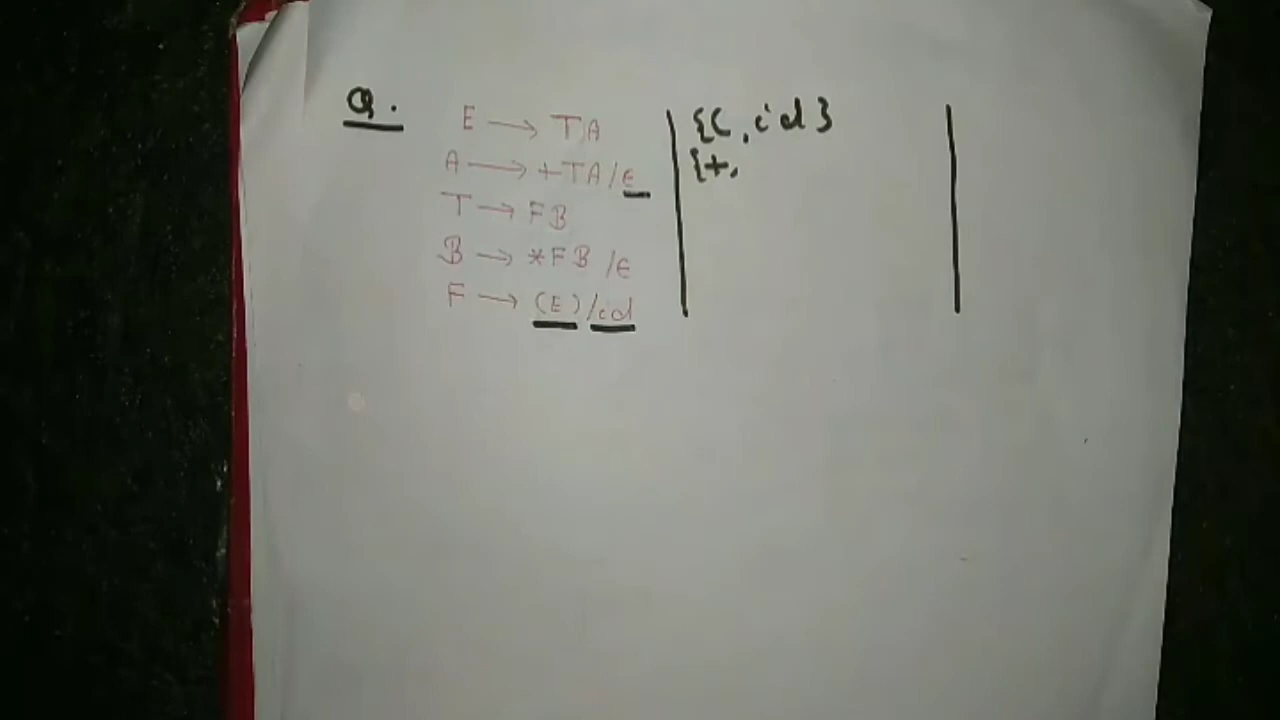 Q. E → TA {(, id}
A → +TA/ε {+,
T → FB
B → *FB/ε
F → (E)/id